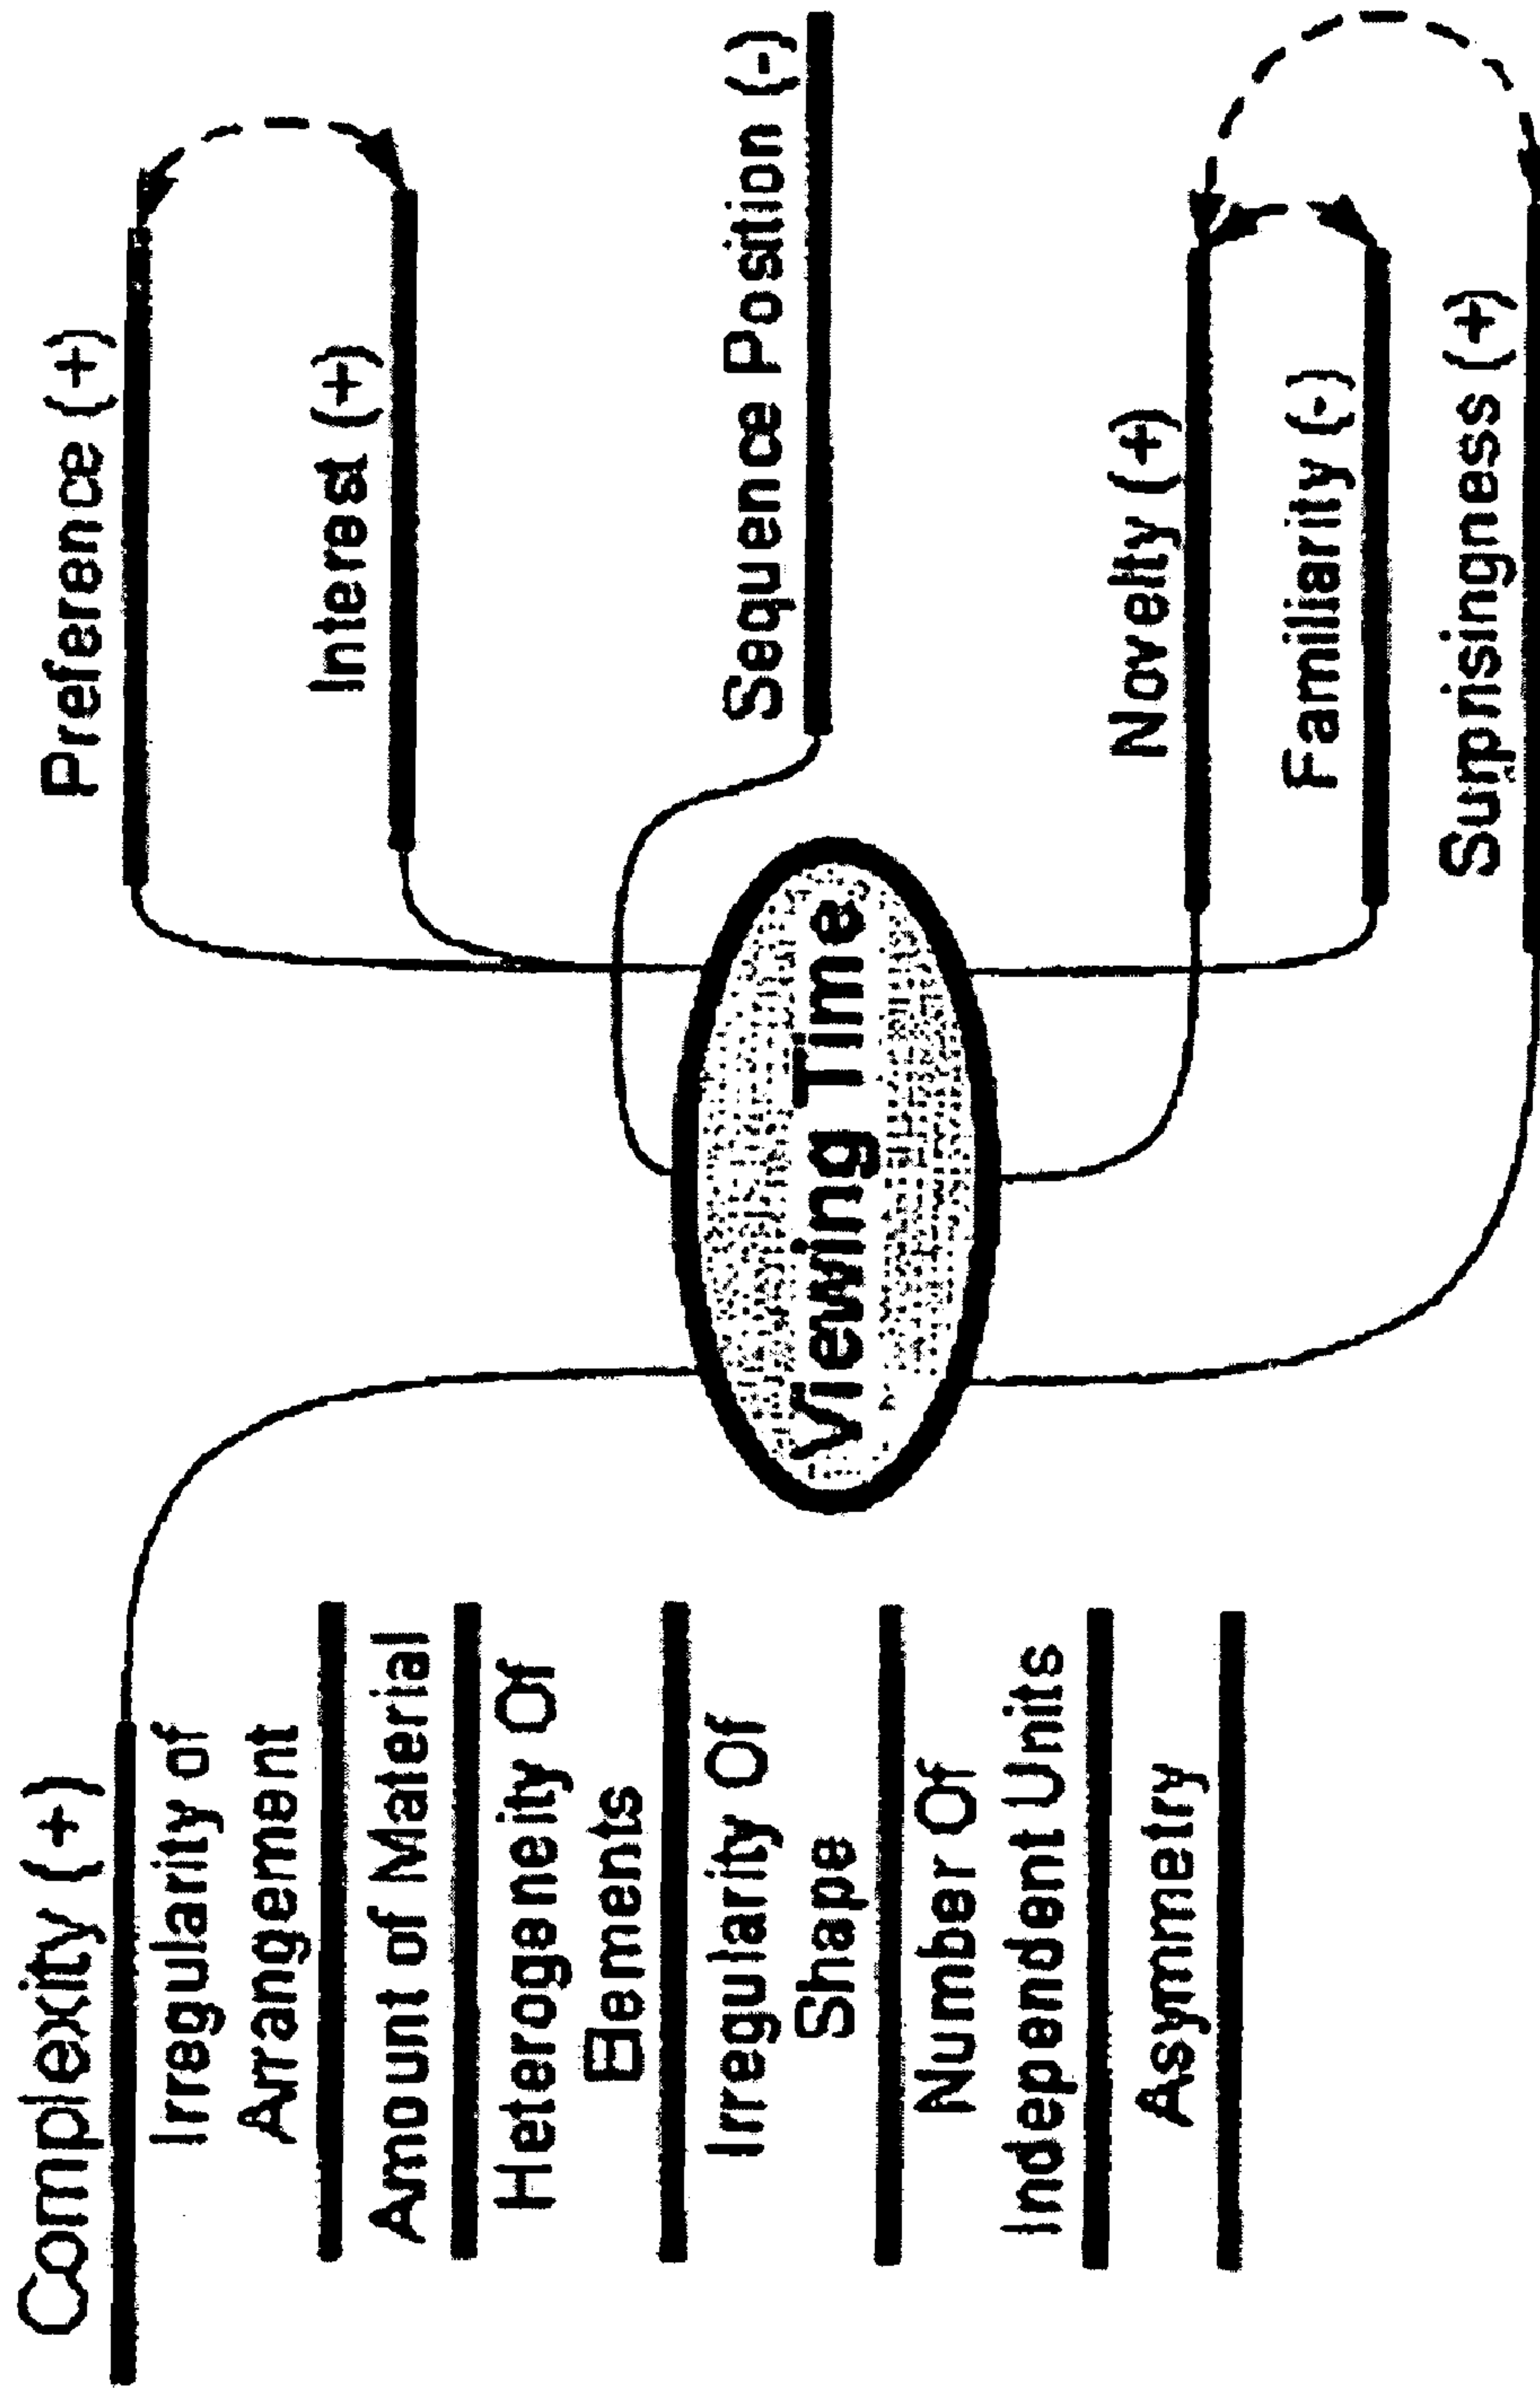 Complexity (+)
Irregularity of
Arrangement
Amount of Material
Heterogeneity Of
Elements
Irregularity Of
Shape
Number Of
Independent Units
Asymmetry
Viewing Time
Preference (+)
Interest (+)
Sequence Position (-)
Novelty (+)
Familiarity (-)
Surprisingness (+)